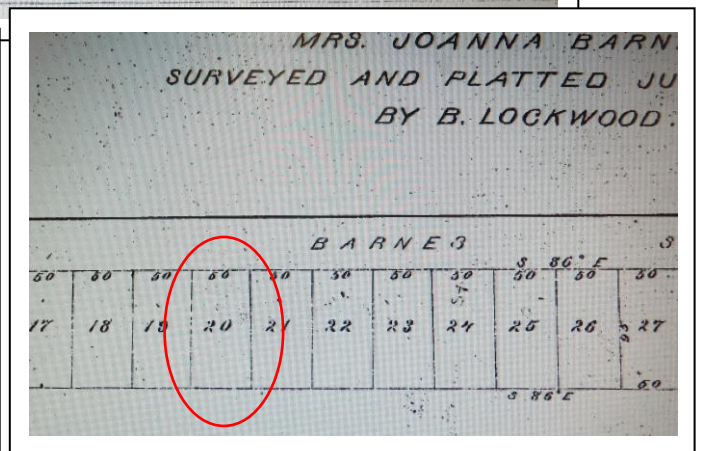 MRS. JOANNA BARN
SURVEYED AND PLATTED JU
BY B. LOCKWOOD.
BARNES S
S 86° E
50 50 50 50 50 50 50 50 50 50 50
17 18 19 20 21 22 23 24 25 26 27
50
S 86° E